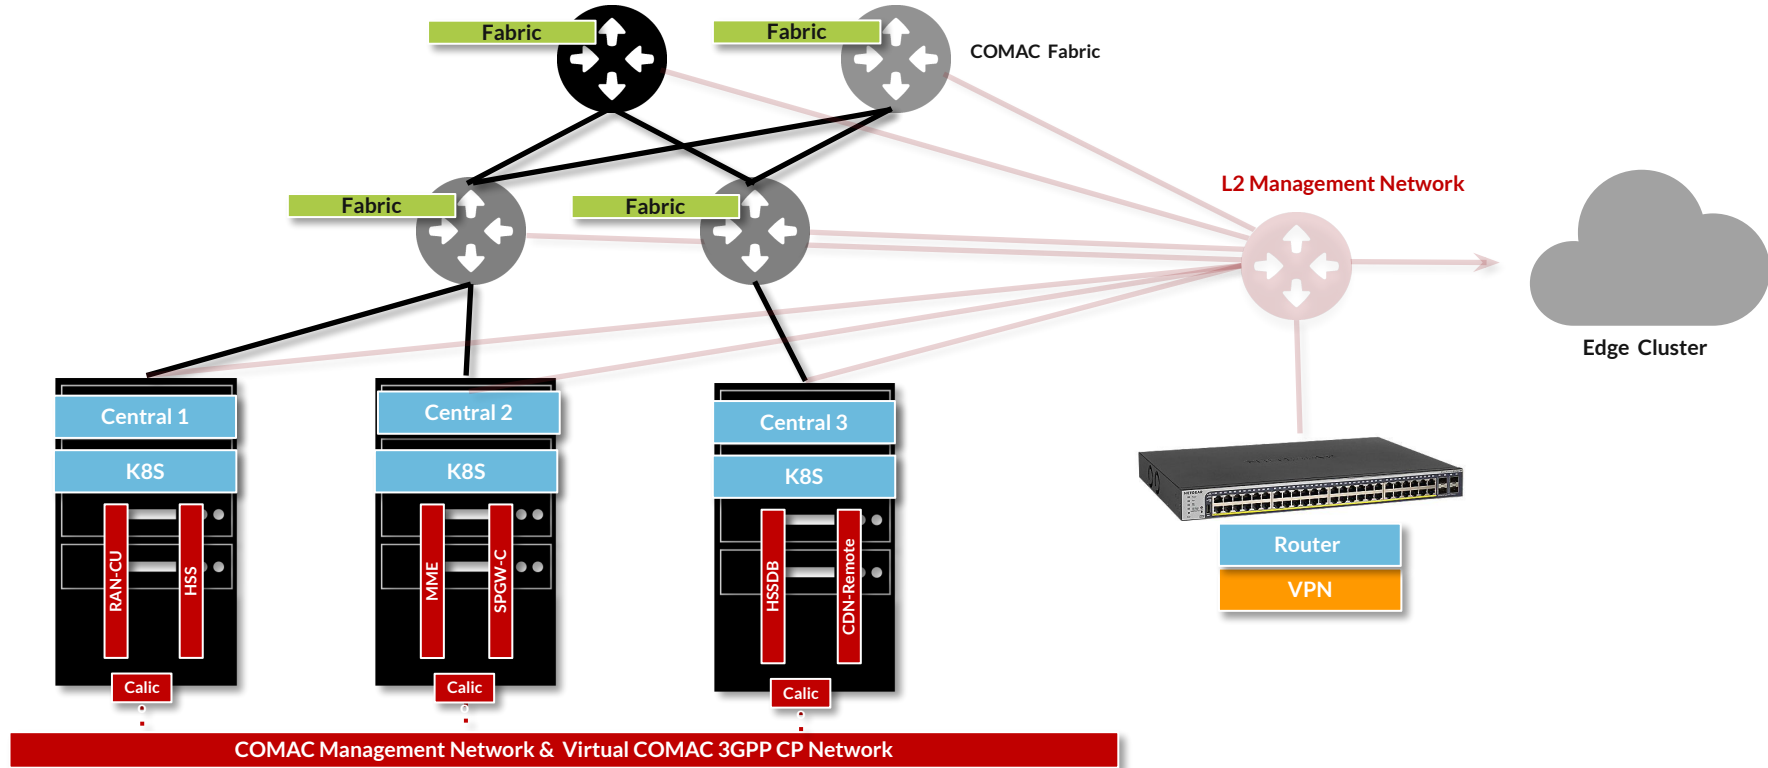 Fabric
Fabric
COMAC Fabric
L2 Management Network
Fabric
Fabric
Edge Cluster
Central 1
Central 2
Central 3
K8S
K8S
K8S
NETGEAR
RAN-CU
HSS
MME
SPGW-C
HSSDB
CDN-Remote
Router
VPN
Calic
o
Calic
o
Calic
o
COMAC Management Network & Virtual COMAC 3GPP CP Network